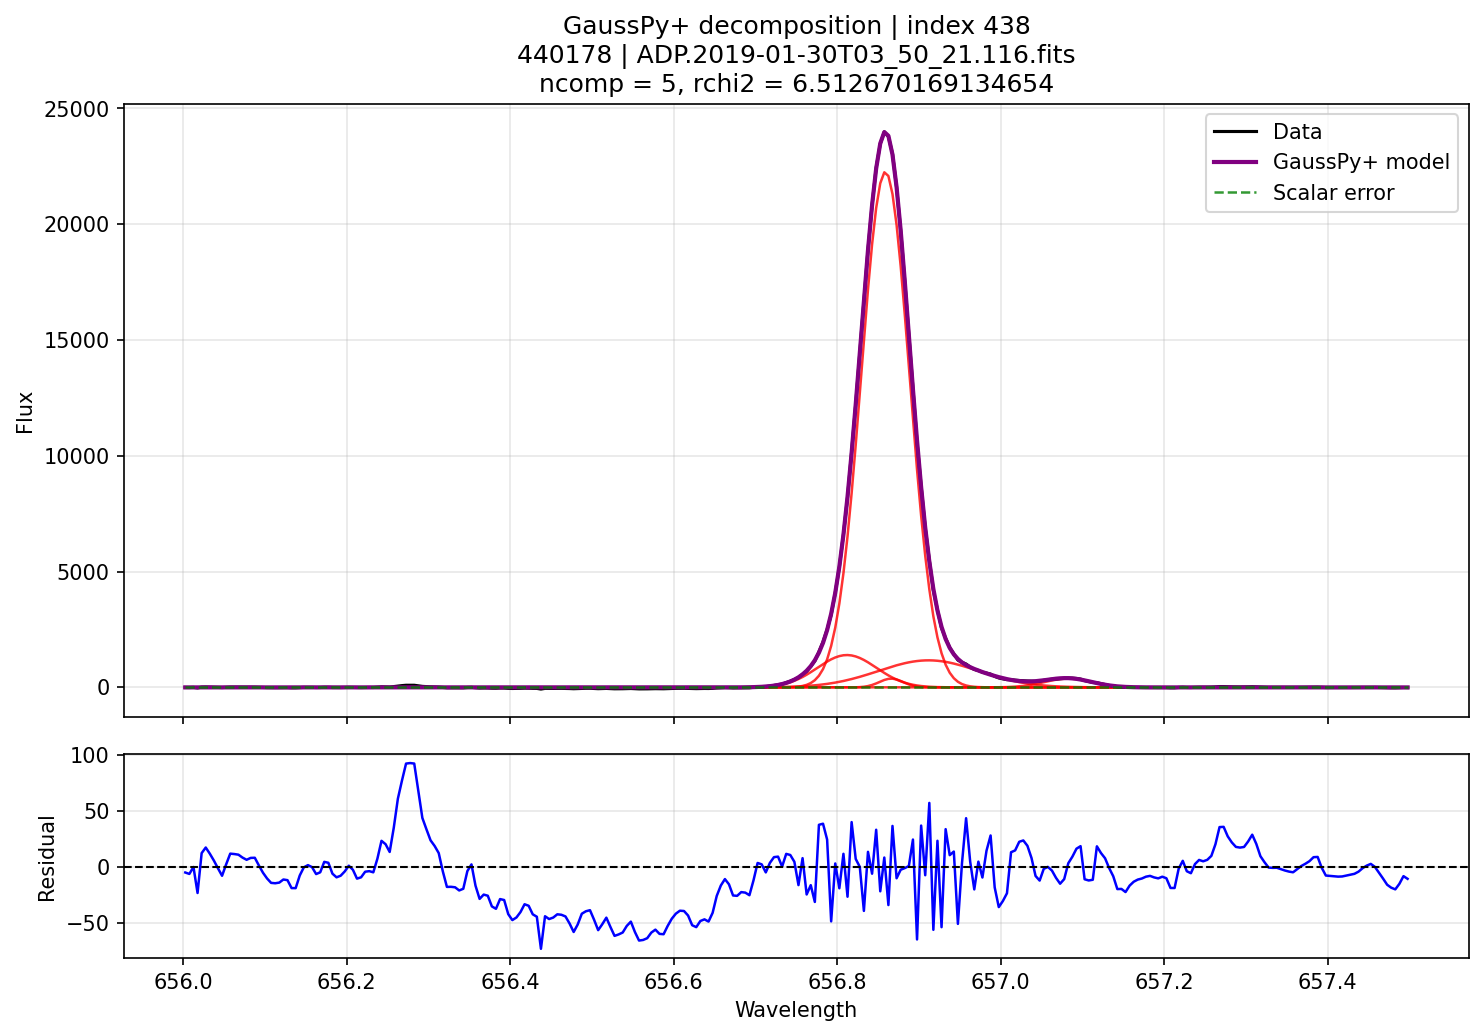 GaussPy+ decomposition | index 438
440178 | ADP.2019-01-30T03_50_21.116.fits
ncomp = 5, rchi2 = 6.512670169134654
25000
20000
15000
10000
5000
0
Flux
Data
GaussPy+ model
Scalar error
100
50
0
−50
Residual
656.0
656.2
656.4
656.6
656.8
657.0
657.2
657.4
Wavelength